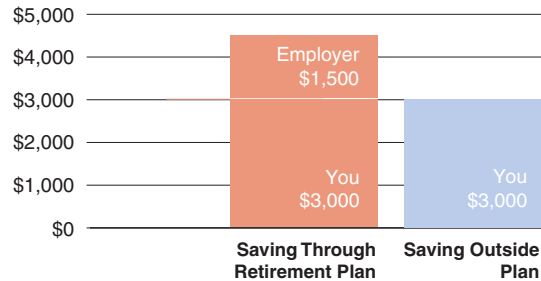 $5,000
$4,000
$3,000
$2,000
$1,000
$0
Employer
$1,500
You
$3,000
You
$3,000
Saving Through
Retirement Plan
Saving Outside
Plan